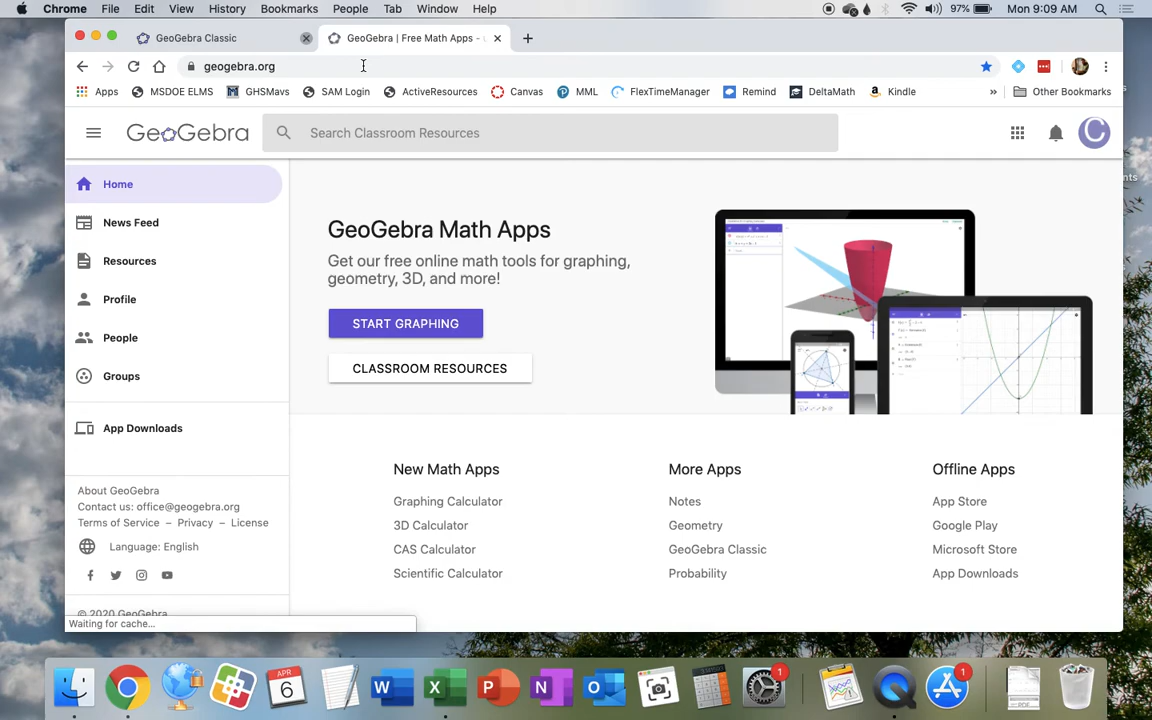 Chrome File Edit View History Bookmarks People Tab Window Help 97% Mon 9:09 AM
GeoGebra Classic GeoGebra | Free Math Apps -
geogebra.org
Apps MSDOE ELMS GHSMavs SAM Login ActiveResources Canvas MML FlexTimeManager Remind DeltaMath Kindle » Other Bookmarks
GeoGebra Search Classroom Resources C
Home
News Feed
Resources
Profile
People
Groups
App Downloads
About GeoGebra
Contact us: office@geogebra.org
Terms of Service – Privacy – License
Language: English
© 2020 GeoGebra
Waiting for cache...
GeoGebra Math Apps
Get our free online math tools for graphing,
geometry, 3D, and more!
START GRAPHING
CLASSROOM RESOURCES
New Math Apps
Graphing Calculator
3D Calculator
CAS Calculator
Scientific Calculator
More Apps
Notes
Geometry
GeoGebra Classic
Probability
Offline Apps
App Store
Google Play
Microsoft Store
App Downloads
nts
APR
6
W
X
P
N
O
1
1
PDF